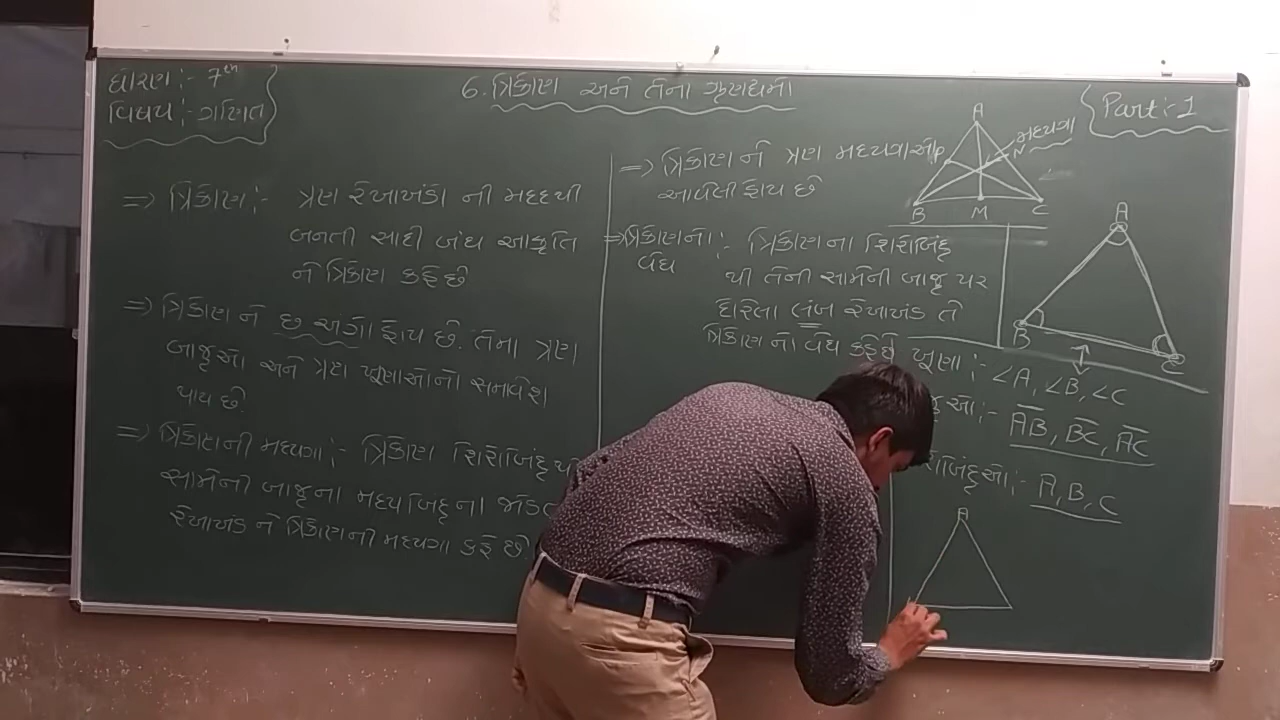 ધોરણ :- 7th
વિષય :- ગણિત
6. ત્રિકોણ અને તેના ગુણધર્મો
Part :- 1
=> ત્રિકોણ :- ત્રણ રેખાખંડો ની મદદથી
બનતી સાદી બંધ આકૃતિ
ને ત્રિકોણ કહે છે
=> ત્રિકોણ ને છ અંગો હોય છે. તેના ત્રણ
બાજુઓ અને ત્રણ ખૂણાઓનો સમાવેશ
થાય છે.
=> ત્રિકોણની મધ્યગા :- ત્રિકોણ શિરોબિંદુ
સામેની બાજુના મધ્યબિંદુના
રેખાખંડ ને ત્રિકોણની મધ્યગા કહે છે
=> ત્રિકોણ ને ત્રણ મધ્યગાઓ
આવેલી હોય છે
=> ત્રિકોણનો વેધ :- ત્રિકોણના શિરોબિંદુ
થી તેની સામેની બાજુ પર
દોરેલા લંબ રેખાખંડ ને
ત્રિકોણ નો વેધ કહે છે
A
મધ્યગા
P
N
B M C
A
B
C
ખૂણા :- ∠A, ∠B, ∠C
AB, BC, AC
A, B, C
A